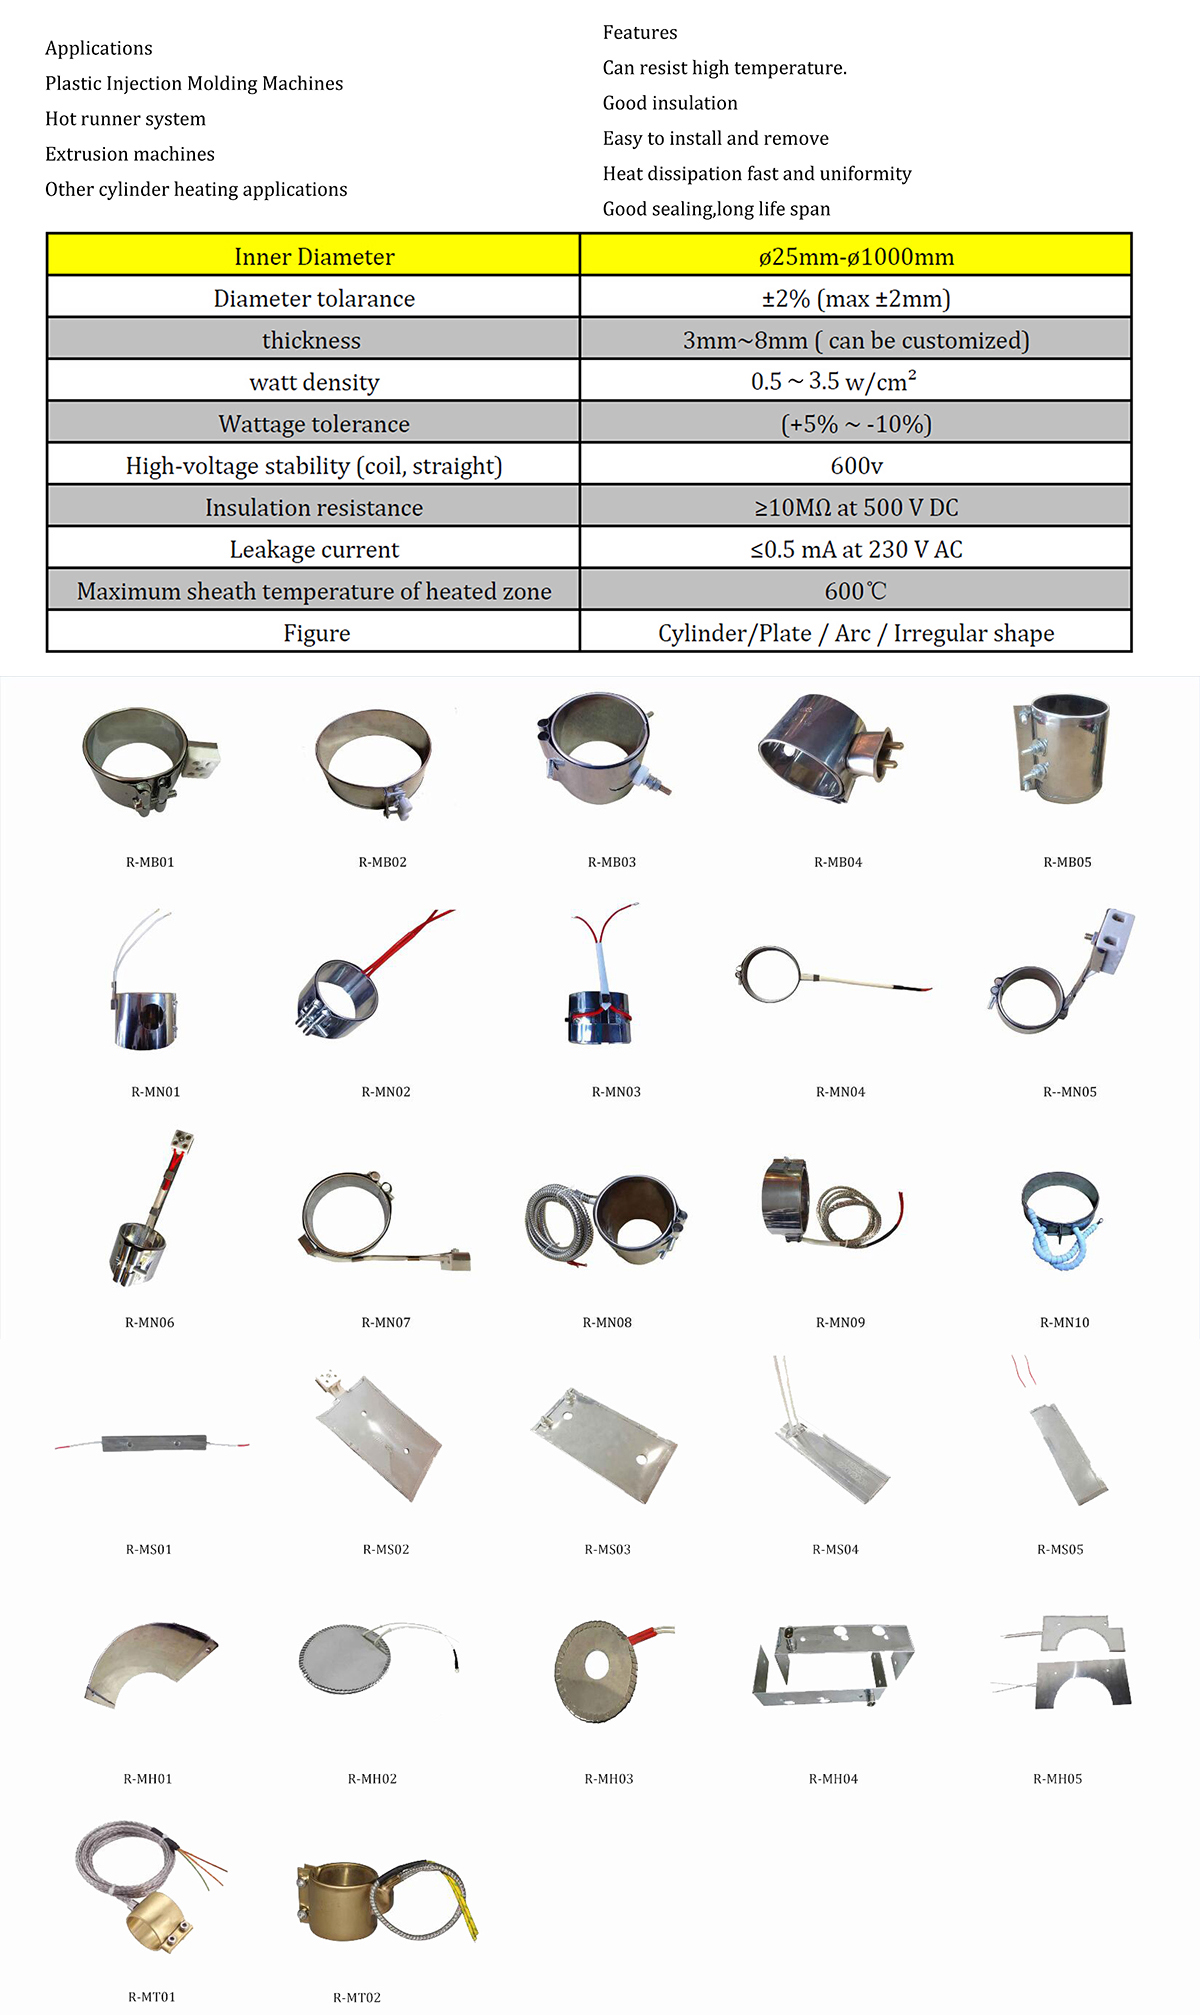 Applications
Plastic Injection Molding Machines
Hot runner system
Extrusion machines
Other cylinder heating applications
Features
Can resist high temperature.
Good insulation
Easy to install and remove
Heat dissipation fast and uniformity
Good sealing,long life span
Inner Diameter ø25mm-ø1000mm
Diameter tolarance ±2% (max ±2mm)
thickness 3mm~8mm ( can be customized)
watt density 0.5 ~ 3.5 w/cm²
Wattage tolerance (+5% ~ -10%)
High-voltage stability (coil, straight) 600v
Insulation resistance ≥10MΩ at 500 V DC
Leakage current ≤0.5 mA at 230 V AC
Maximum sheath temperature of heated zone 600℃
Figure Cylinder/Plate / Arc / Irregular shape
R-MB01 R-MB02 R-MB03 R-MB04 R-MB05
R-MN01 R-MN02 R-MN03 R-MN04 R--MN05
R-MN06 R-MN07 R-MN08 R-MN09 R-MN10
R-MS01 R-MS02 R-MS03 R-MS04 R-MS05
R-MH01 R-MH02 R-MH03 R-MH04 R-MH05
R-MT01 R-MT02